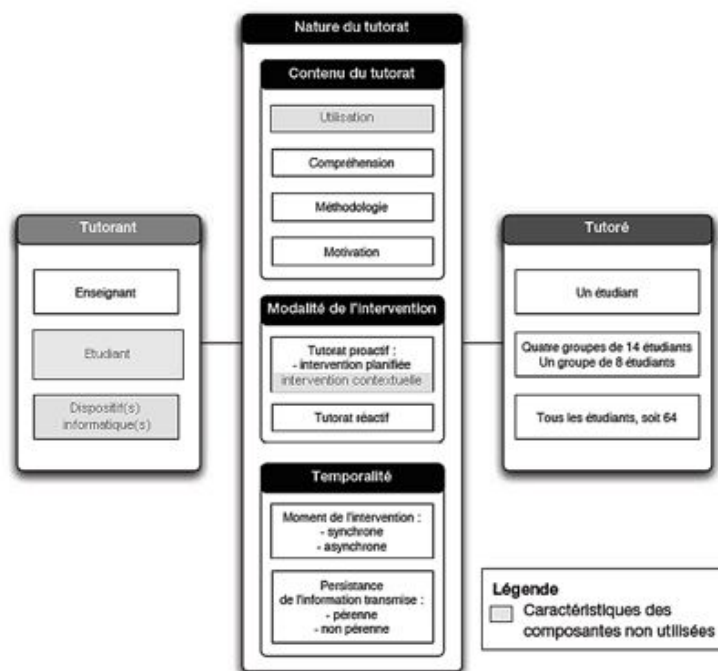 Nature du tutorat
Contenu du tutorat
Utilisation
Compréhension
Méthodologie
Motivation
Tutorant
Enseignant
Etudiant
Dispositif(s)
informatique(s)
Modalité de l'intervention
Tutorat proactif :
- intervention planifiée
intervention contextuelle
Tutorat réactif
Temporalité
Moment de l'intervention :
- synchrone
- asynchrone
Persistance
de l'information transmise :
- pérenne
- non pérenne
Tutoré
Un étudiant
Quatre groupes de 14 étudiants
Un groupe de 8 étudiants
Tous les étudiants, soit 64
Légende
Caractéristiques des
composantes non utilisées